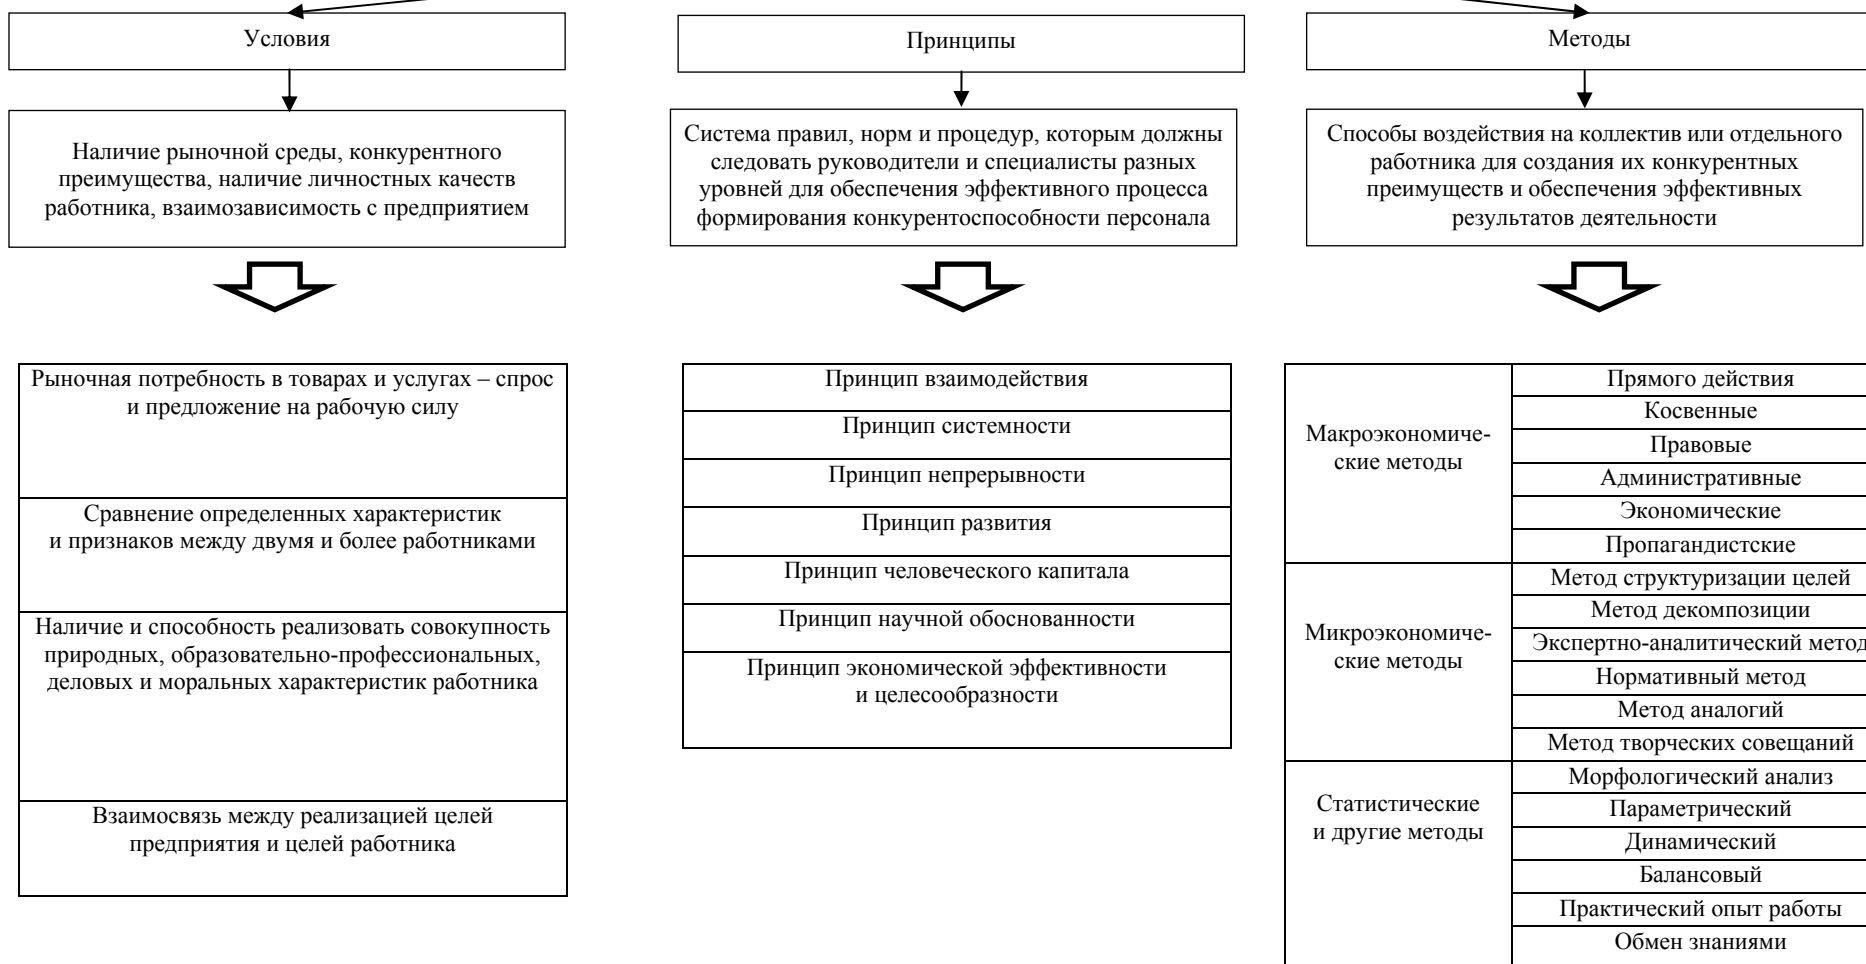 Условия
Наличие рыночной среды, конкурентного
преимущества, наличие личностных качеств
работника, взаимозависимость с предприятием
Рыночная потребность в товарах и услугах – спрос
и предложение на рабочую силу
Сравнение определенных характеристик
и признаков между двумя и более работниками
Наличие и способность реализовать совокупность
природных, образовательно-профессиональных,
деловых и моральных характеристик работника
Взаимосвязь между реализацией целей
предприятия и целей работника
Принципы
Система правил, норм и процедур, которым должны
следовать руководители и специалисты разных
уровней для обеспечения эффективного процесса
формирования конкурентоспособности персонала
Принцип взаимодействия
Принцип системности
Принцип непрерывности
Принцип развития
Принцип человеческого капитала
Принцип научной обоснованности
Принцип экономической эффективности
и целесообразности
Методы
Способы воздействия на коллектив или отдельного
работника для создания их конкурентных
преимуществ и обеспечения эффективных
результатов деятельности
Макроэкономиче-
ские методы
Прямого действия
Косвенные
Правовые
Административные
Экономические
Пропагандистские
Микроэкономиче-
ские методы
Метод структуризации целей
Метод декомпозиции
Экспертно-аналитический метод
Нормативный метод
Метод аналогий
Метод творческих совещаний
Статистические
и другие методы
Морфологический анализ
Параметрический
Динамический
Балансовый
Практический опыт работы
Обмен знаниями